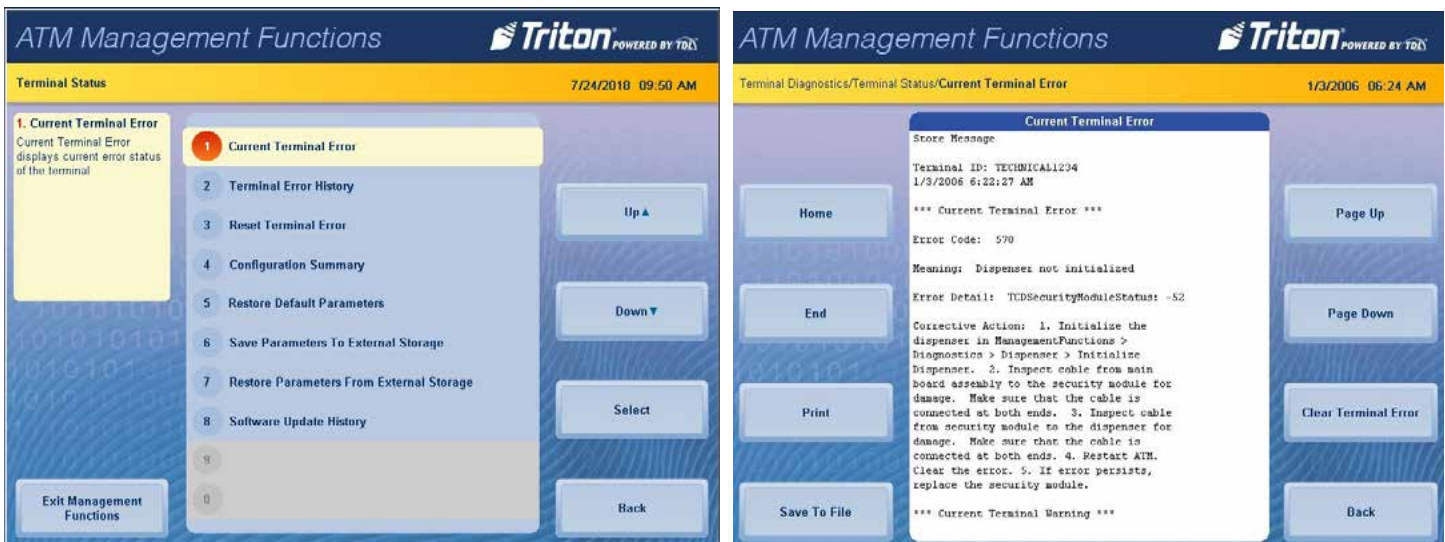 ATM Management Functions
Triton POWERED BY TDL
Terminal Status
7/24/2018 09:50 AM
1. Current Terminal Error
Current Terminal Error
displays current error status
of the terminal
1 Current Terminal Error
2 Terminal Error History
3 Reset Terminal Error
4 Configuration Summary
5 Restore Default Parameters
6 Save Parameters To External Storage
7 Restore Parameters From External Storage
8 Software Update History
9
0
Up▲
Down▼
Select
Back
Exit Management
Functions
ATM Management Functions
Triton POWERED BY TDL
Terminal Diagnostics/Terminal Status/Current Terminal Error
1/3/2006 06:24 AM
Home
End
Print
Save To File
Current Terminal Error
Store Message
Terminal ID: TECHNICAL1234
1/3/2006 6:22:27 AM
*** Current Terminal Error ***
Error Code: 570
Meaning: Dispenser not initialized
Error Detail: TCDSecurityModuleStatus: -52
Corrective Action: 1. Initialize the
dispenser in ManagementFunctions >
Diagnostics > Dispenser > Initialize
Dispenser. 2. Inspect cable from main
board assembly to the security module for
damage. Make sure that the cable is
connected at both ends. 3. Inspect cable
from security module to the dispenser for
damage. Make sure that the cable is
connected at both ends. 4. Restart ATM.
Clear the error. 5. If error persists,
replace the security module.
*** Current Terminal Warning ***
Page Up
Page Down
Clear Terminal Error
Back